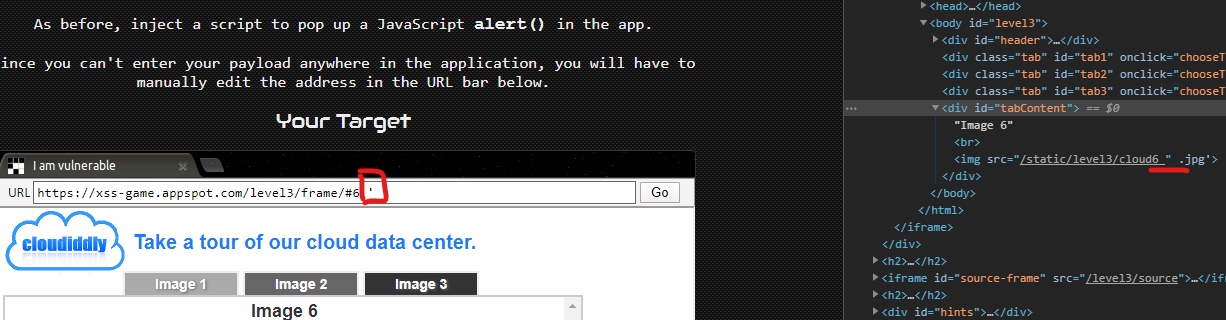 As before, inject a script to pop up a JavaScript alert() in the app.
ince you can't enter your payload anywhere in the application, you will have to
manually edit the address in the URL bar below.
Your Target
I am vulnerable
URL https://xss-game.appspot.com/level3/frame/#6 ' Go
cloudiddly
Take a tour of our cloud data center.
Image 1 Image 2 Image 3
Image 6
<head>…</head>
<body id="level3">
<div id="header">…</div>
<div class="tab" id="tab1" onclick="chooseT
<div class="tab" id="tab2" onclick="chooseT
<div class="tab" id="tab3" onclick="chooseT
… <div id="tabContent"> == $0
"Image 6"
<br>
<img src="/static/level3/cloud6 " .jpg'>
</div>
</body>
</html>
</iframe>
</div>
<h2>…</h2>
<iframe id="source-frame" src="/level3/source">…</if
<h2>…</h2>
<div id="hints">…</div>